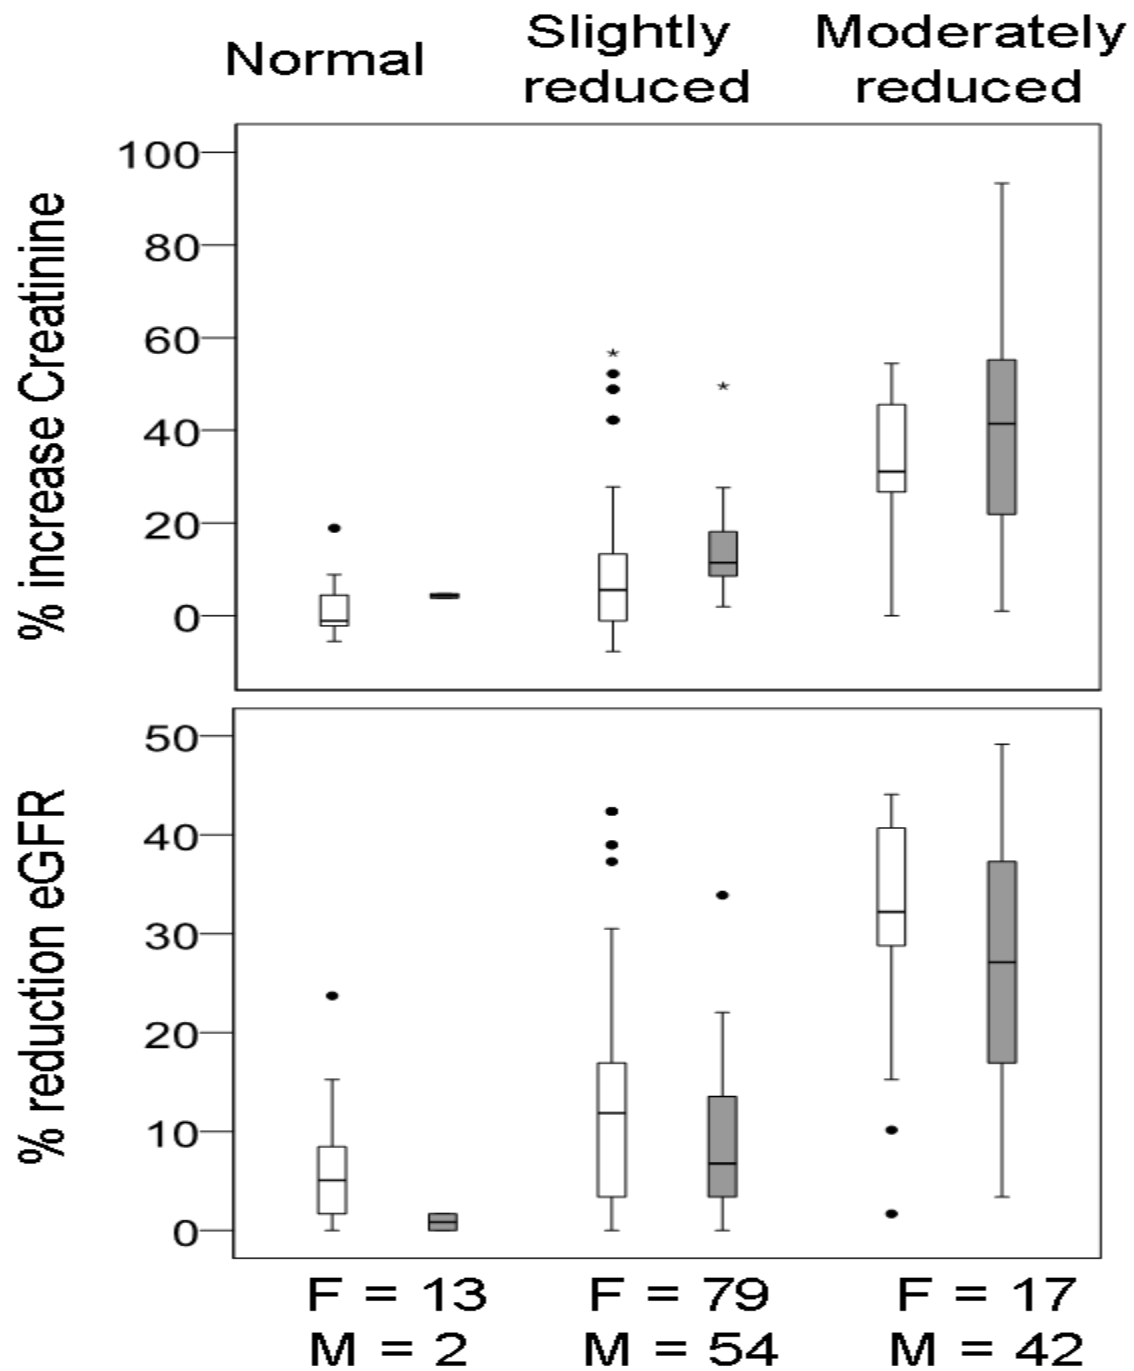 Normal
Slightly
reduced
Moderately
reduced
% increase Creatinine
100
80
60
40
20
0
% reduction eGFR
50
40
30
20
10
0
F = 13
M = 2
F = 79
M = 54
F = 17
M = 42